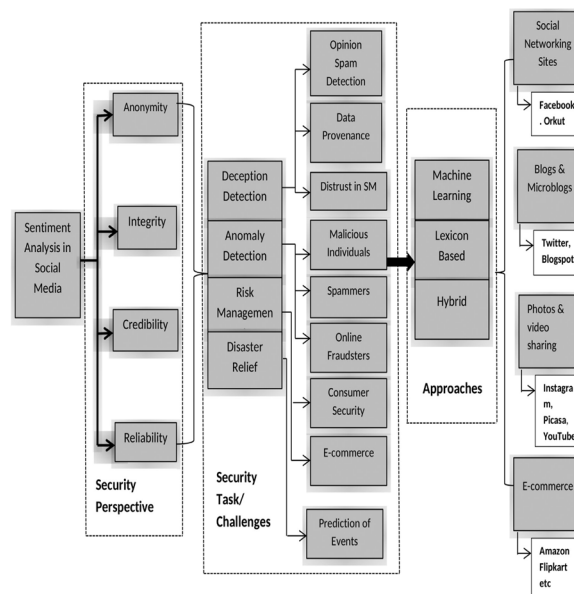 Sentiment
Analysis in
Social
Media
Anonymity
Integrity
Credibility
Reliability
Security
Perspective
Deception
Detection
Anomaly
Detection
Risk
Managemen
Disaster
Relief
Security
Task/
Challenges
Opinion
Spam
Detection
Data
Provenance
Distrust in SM
Malicious
Individuals
Spammers
Online
Fraudsters
Consumer
Security
E-commerce
Prediction of
Events
Machine
Learning
Lexicon
Based
Hybrid
Approaches
Social
Networking
Sites
Facebook
. Orkut
Blogs &
Microblogs
Twitter,
Blogspot
Photos &
video
sharing
Instagra
m,
Picasa,
YouTube
E-commerce
Amazon
Flipkart
etc